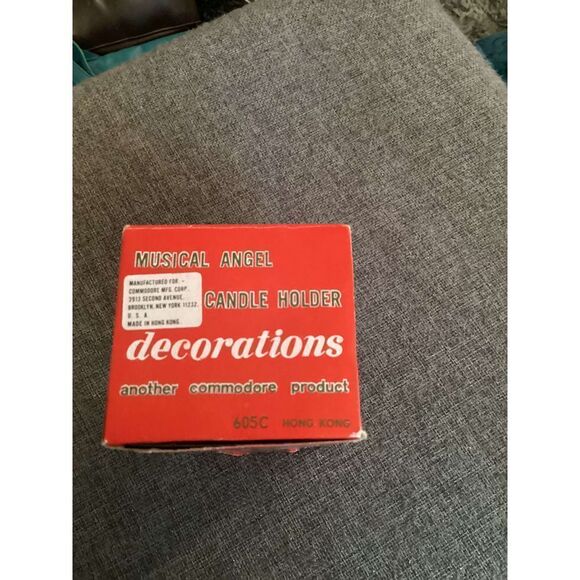 MUSICAL ANGEL
MANUFACTURED FOR -
COMMODORE MFG. CORP.
3913 SECOND AVENUE,
BROOKLYN, NEW YORK 11232
U. S. A
MADE IN HONG KONG
CANDLE HOLDER
decorations
another commodore product
605C HONG KONG